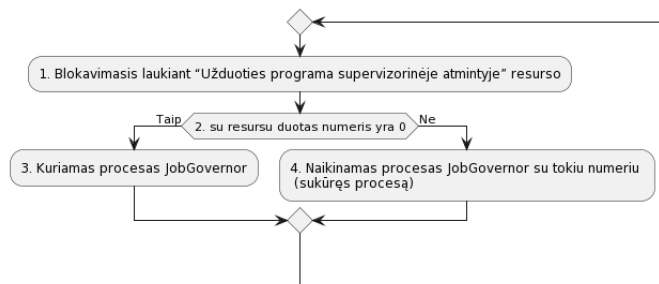 1. Blokavimasis laukiant “Užduoties programa supervizorinėje atmintyje” resurso
Taip
2. su resursu duotas numeris yra 0
Ne
3. Kuriamas procesas JobGovernor
4. Naikinamas procesas JobGovernor su tokiu numeriu
(sukūręs procesą)